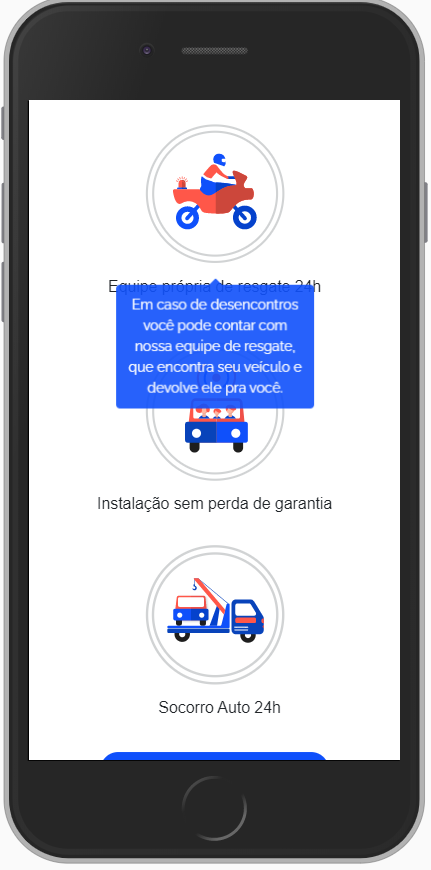 Equipe própria de resgate 24h
Em caso de desencontros
você pode contar com
nossa equipe de resgate,
que encontra seu veículo e
devolve ele pra você.
Instalação sem perda de garantia
Socorro Auto 24h